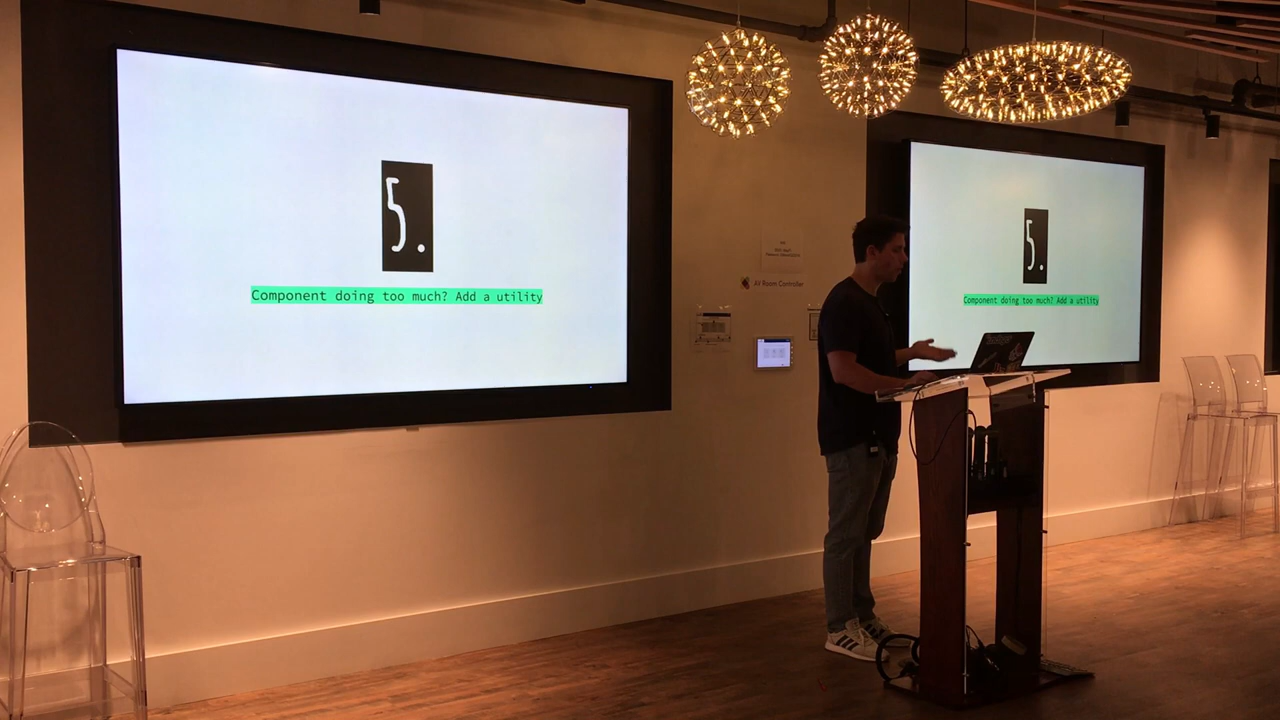 5.
Component doing too much? Add a utility
AV Room Controller
5.
Component doing too much? Add a utility